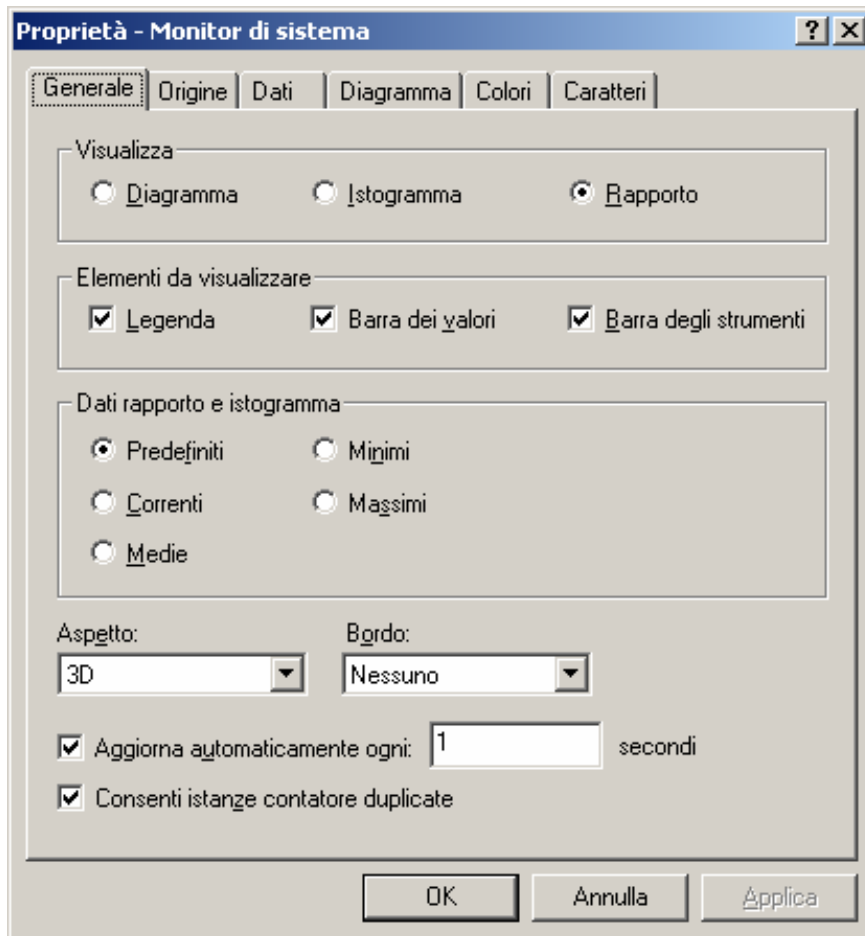 Proprietà - Monitor di sistema
Generale Origine Dati Diagramma Colori Caratteri
Visualizza
Diagramma Istogramma Rapporto
Elementi da visualizzare
Legenda Barra dei valori Barra degli strumenti
Dati rapporto e istogramma
Predefiniti Minimi
Correnti Massimi
Medie
Aspetto: Bordo:
3D Nessuno
Aggiorna automaticamente ogni: 1 secondi
Consenti istanze contatore duplicate
OK Annulla Applica